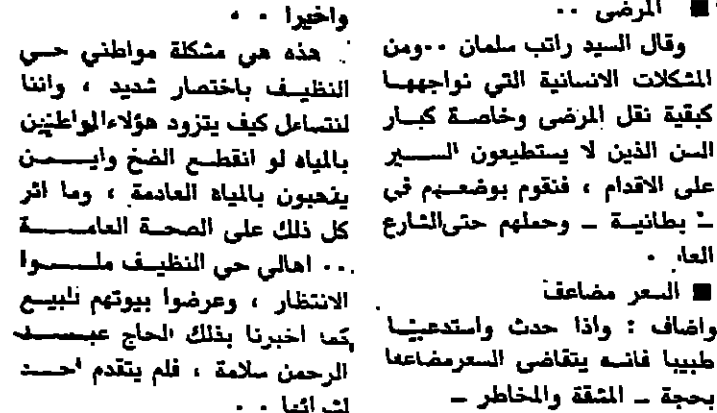 ■ المرضى ..
وقال السيد راتب سلمان ..ومن
المشكلات الانسانية التي نواجهها
كيفية نقل المرضى وخاصة كبار
السن الذين لا يستطيعون السير
على الاقدام ، فنقوم بوضعهم في
ـ بطانية ـ وحملهم حتى الشارع
العام .
■ السعر مضاعف
واضاف : واذا حدث واستدعينا
طبيبا فانه يتقاضى السعر مضاعفا
بحجة ـ المشقة والمخاطر ـ
واخيرا . .
هذه هي مشكلة مواطني حي
النظيف باختصار شديد ، واننا
لنتساءل كيف يتزود هؤلاء المواطنين
بالمياه لو انقطع الضخ وايــن
يذهبون بالمياه العادمة ، وما اثر
كل ذلك على الصحة العامة
... اهالي حي النظيف ملوا
الانتظار ، وعرضوا بيوتهم للبيع
كما اخبرنا بذلك الحاج عبد
الرحمن سلامة ، فلم يتقدم احد
لشرائها . .